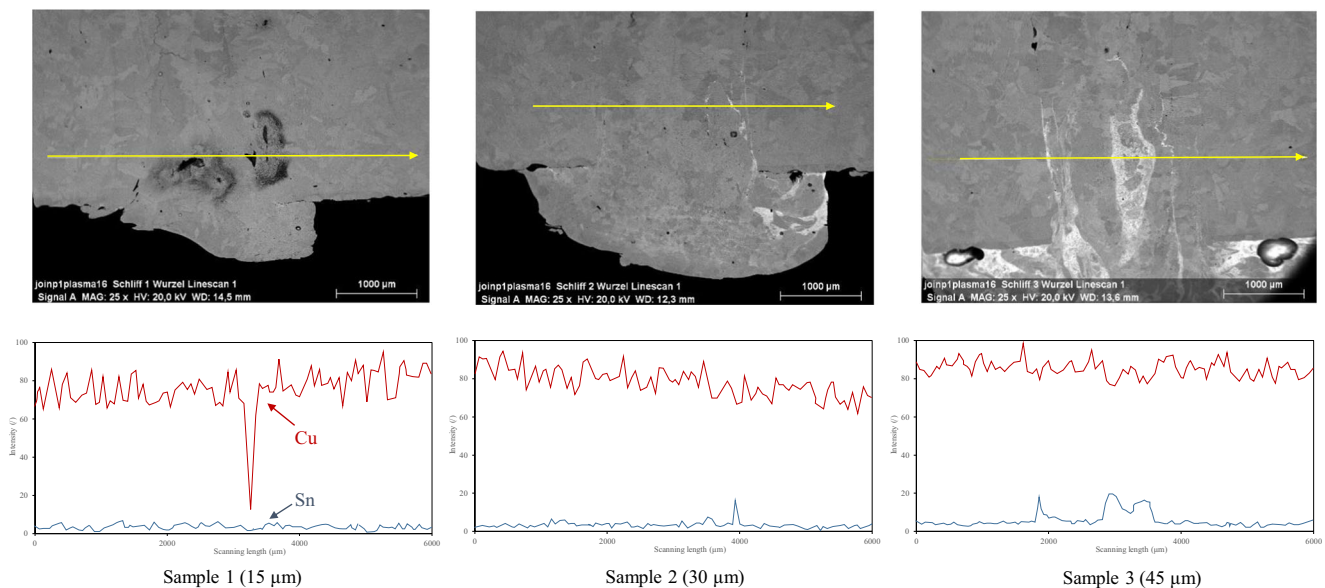 joinp1plasma16 Schliff 1 Wurzel Linescan 1
Signal A MAG: 25 x HV: 20,0 kV WD: 14,5 mm
1000 µm
joinp1plasma16 Schliff 2 Wurzel Linescan 1
Signal A MAG: 25 x HV: 20,0 kV WD: 12,3 mm
1000 µm
joinp1plasma16 Schliff 3 Wurzel Linescan 1
Signal A MAG: 25 x HV: 20,0 kV WD: 13,6 mm
1000 µm
100
80
60
40
20
0
Intensity (/)
Cu
Sn
0 2000 4000 6000
Scanning length (µm)
Sample 1 (15 µm)
100
80
60
40
20
0
Intensity (/)
0 2000 4000 6000
Scanning length (µm)
Sample 2 (30 µm)
100
80
60
40
20
0
Intensity (/)
0 2000 4000 6000
Scanning length (µm)
Sample 3 (45 µm)